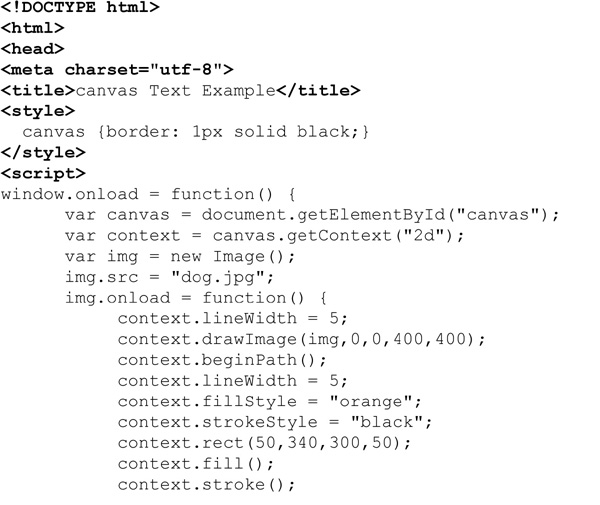 <!DOCTYPE html>
<html>
<head>
<meta charset="utf-8">
<title>canvas Text Example</title>
<style>
  canvas {border: 1px solid black;}
</style>
<script>
window.onload = function() {
      var canvas = document.getElementById("canvas");
      var context = canvas.getContext("2d");
      var img = new Image();
      img.src = "dog.jpg";
      img.onload = function() {
           context.lineWidth = 5;
           context.drawImage(img,0,0,400,400);
           context.beginPath();
           context.lineWidth = 5;
           context.fillStyle = "orange";
           context.strokeStyle = "black";
           context.rect(50,340,300,50);
           context.fill();
           context.stroke();